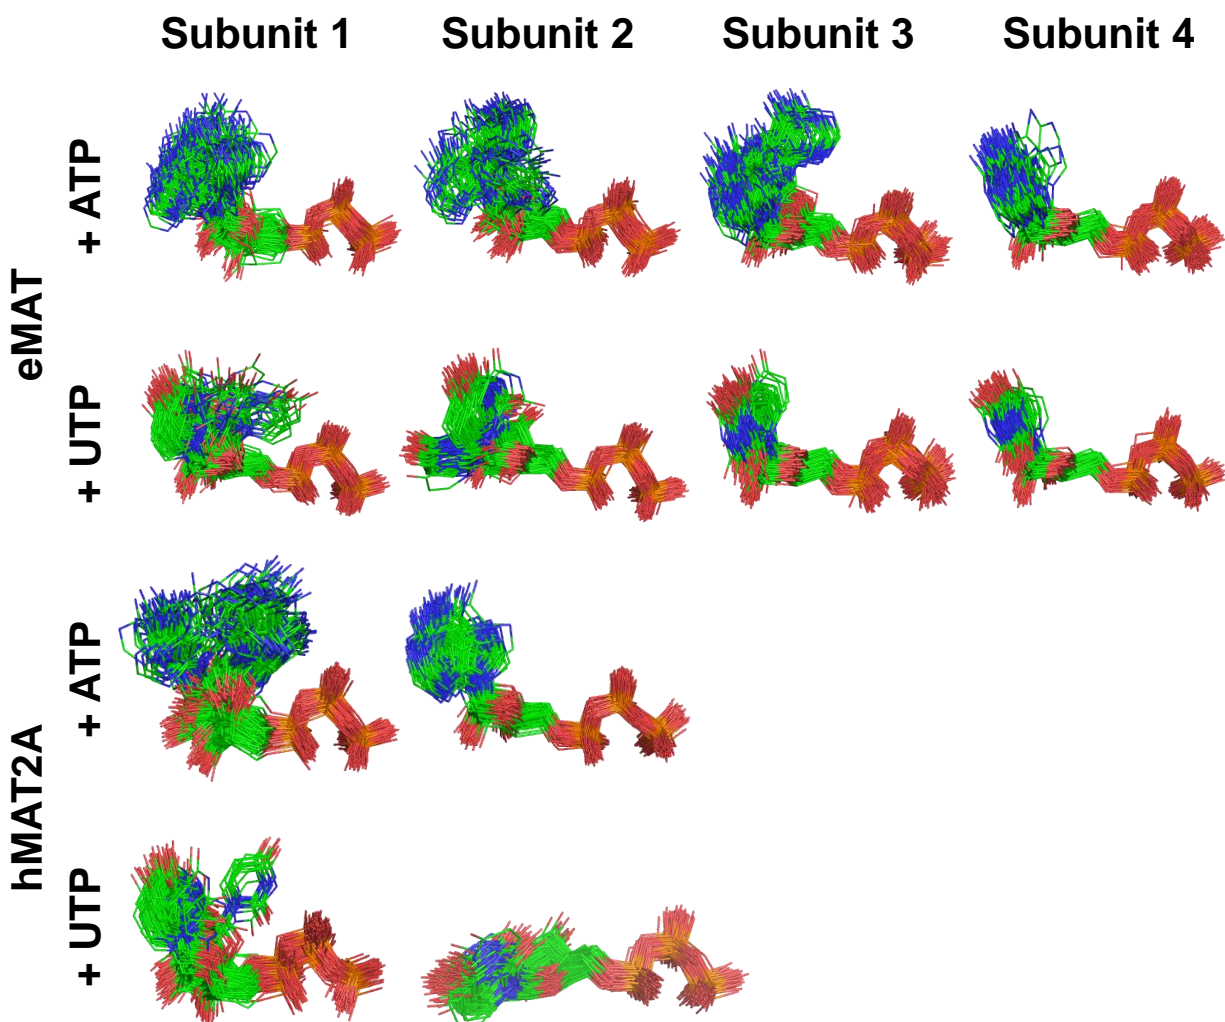 Subunit 1 Subunit 2 Subunit 3 Subunit 4
eMAT
+ ATP
+ UTP
hMAT2A
+ ATP
+ UTP